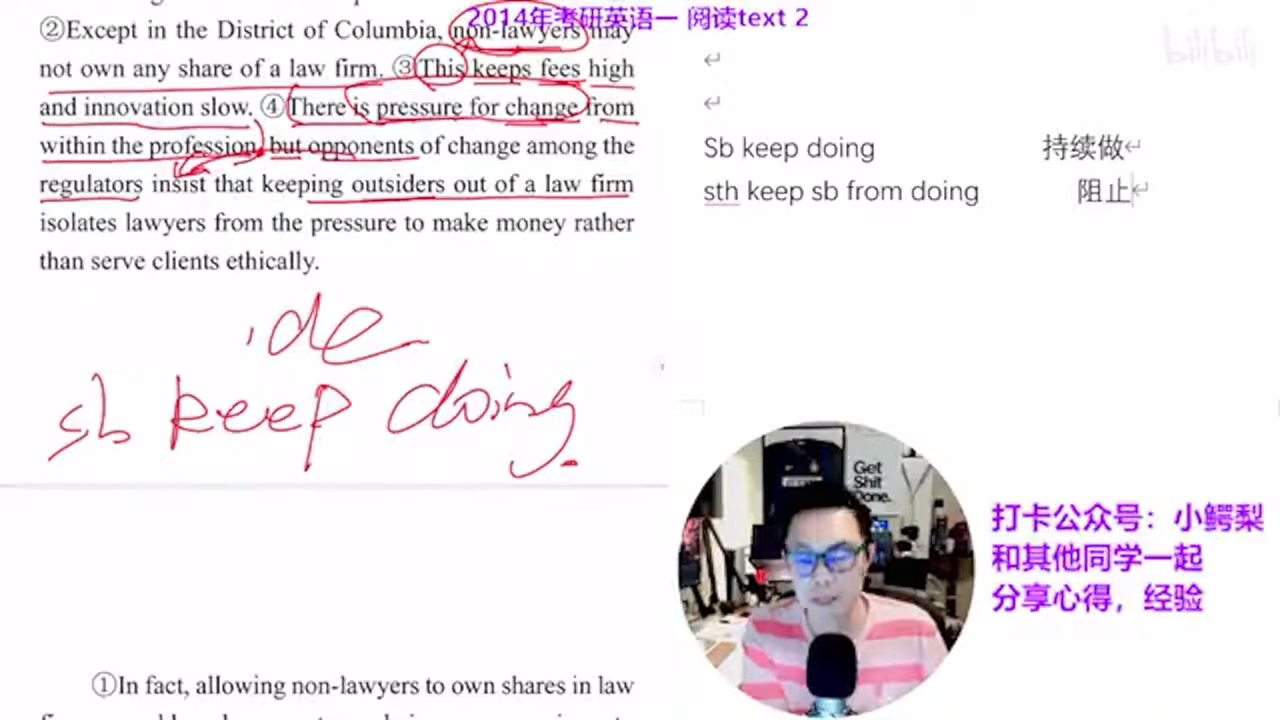 2014年考研英语一 阅读text 2
②Except in the District of Columbia, non-lawyers may
not own any share of a law firm. ③This keeps fees high
and innovation slow. ④There is pressure for change from
within the profession, but opponents of change among the
regulators insist that keeping outsiders out of a law firm
isolates lawyers from the pressure to make money rather
than serve clients ethically.
sb keep doing
①In fact, allowing non-lawyers to own shares in law
bilibili
Sb keep doing 持续做
sth keep sb from doing 阻止
Get
Shit
Done.
打卡公众号：小鳄梨
和其他同学一起
分享心得，经验